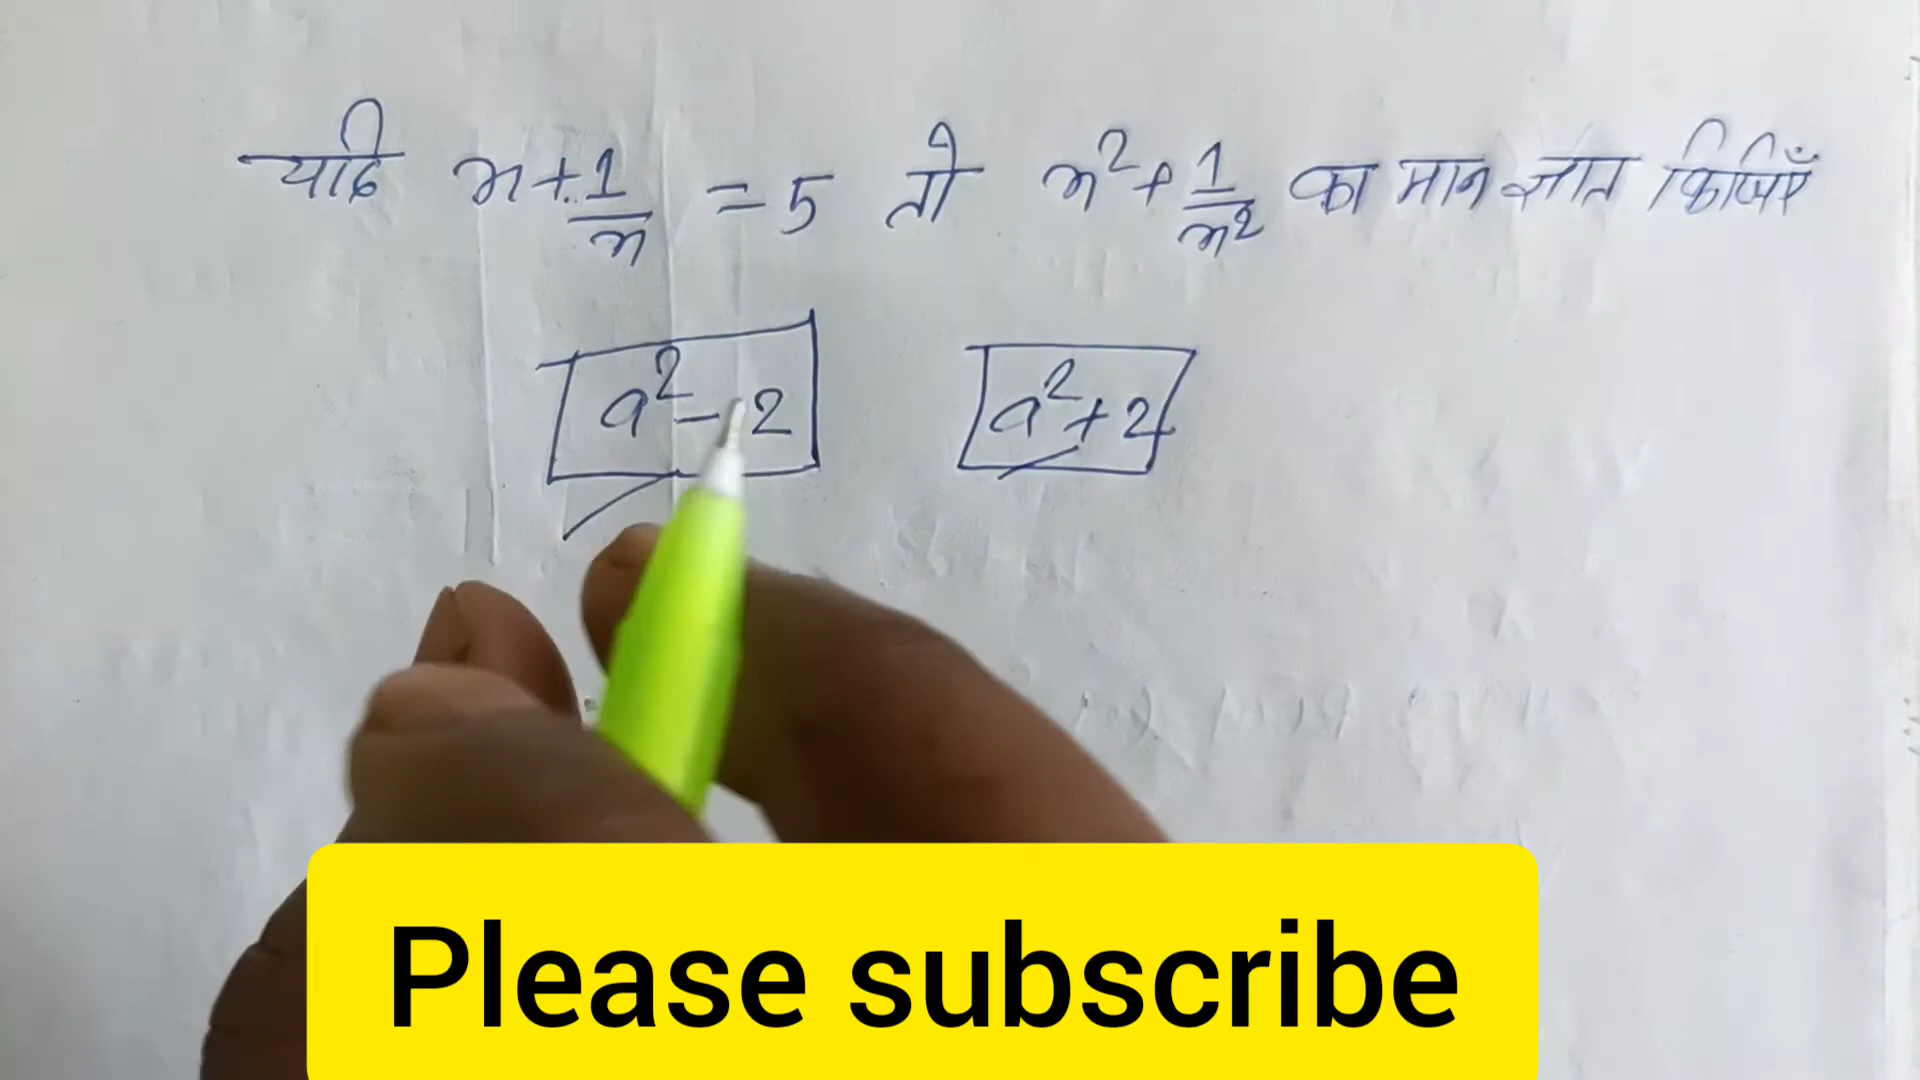 यदि x + 1/x = 5 तो x² + 1/x² का मान ज्ञात किजिएँ
a² - 2 a² + 2
Please subscribe